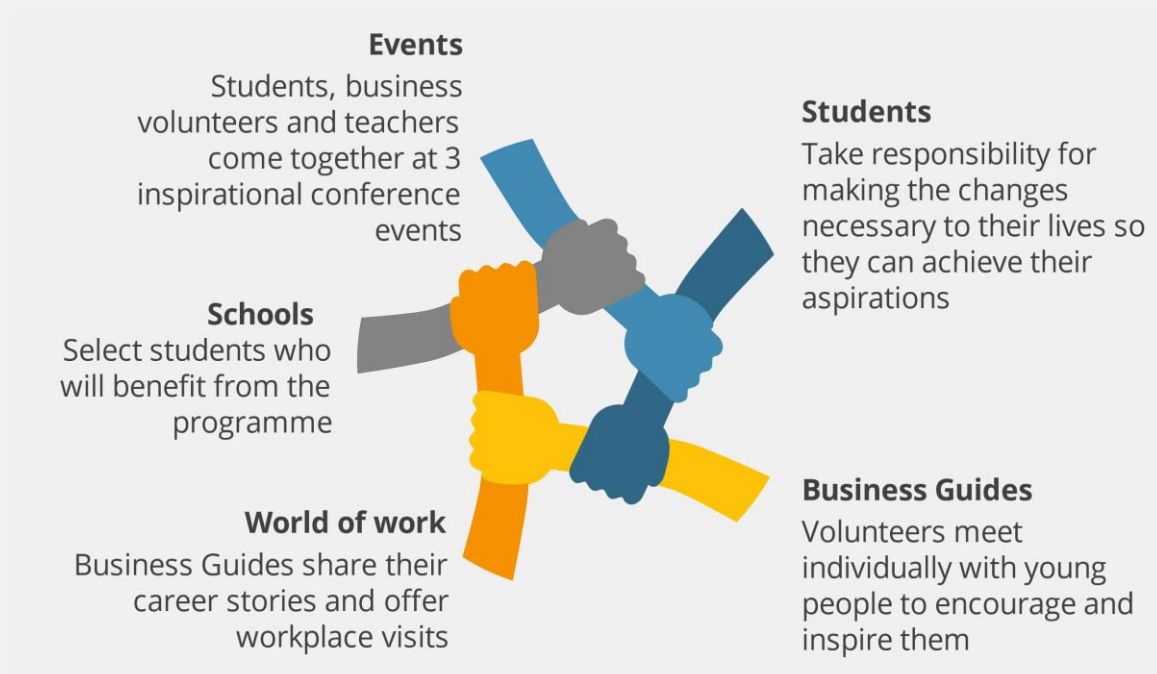 Events
Students, business
volunteers and teachers
come together at 3
inspirational conference
events
Students
Take responsibility for
making the changes
necessary to their lives so
they can achieve their
aspirations
Schools
Select students who
will benefit from the
programme
World of work
Business Guides share their
career stories and offer
workplace visits
Business Guides
Volunteers meet
individually with young
people to encourage and
inspire them